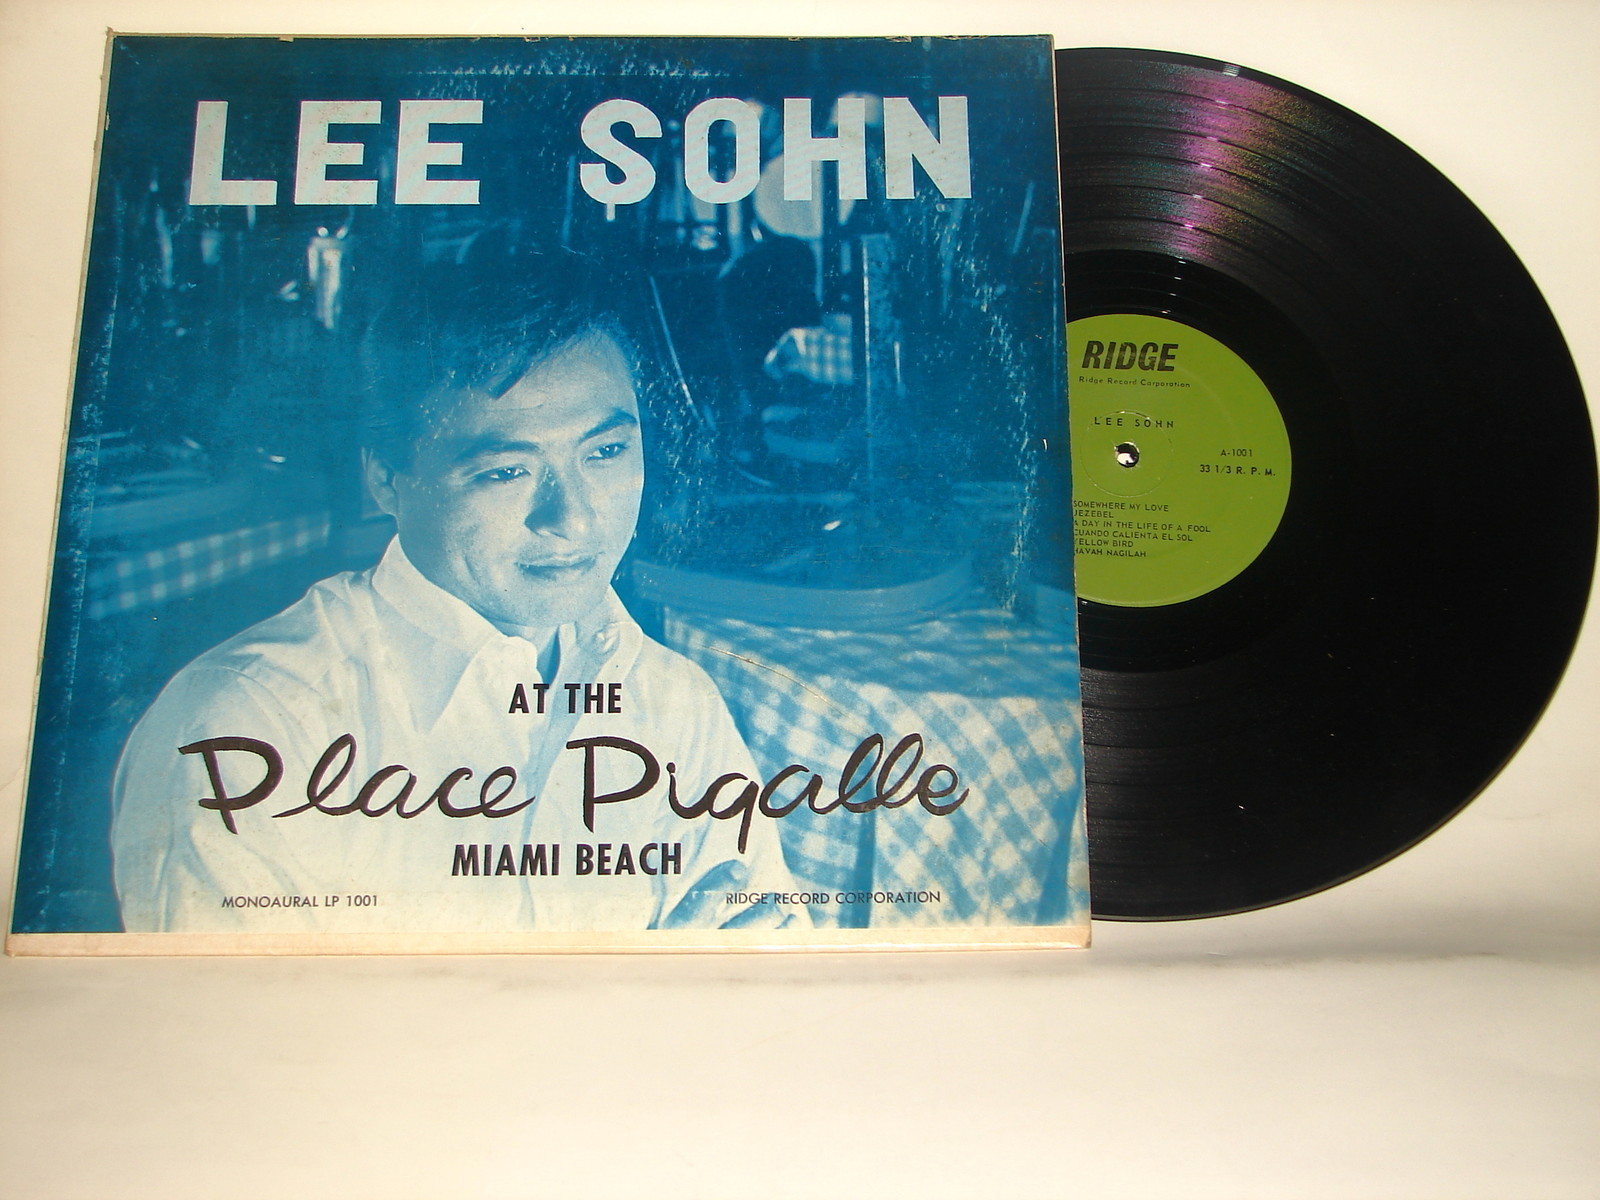 LEE SOHN
AT THE
Place Pigalle
MIAMI BEACH
MONOAURAL LP 1001
RIDGE RECORD CORPORATION
RIDGE
Ridge Record Corporation
LEE SOHN
A-1001
33 1/3 R. P. M.
SOMEWHERE MY LOVE
JEZEBEL
A DAY IN THE LIFE OF A FOOL
CUANDO CALIENTA EL SOL
YELLOW BIRD
HAVAH NAGILAH